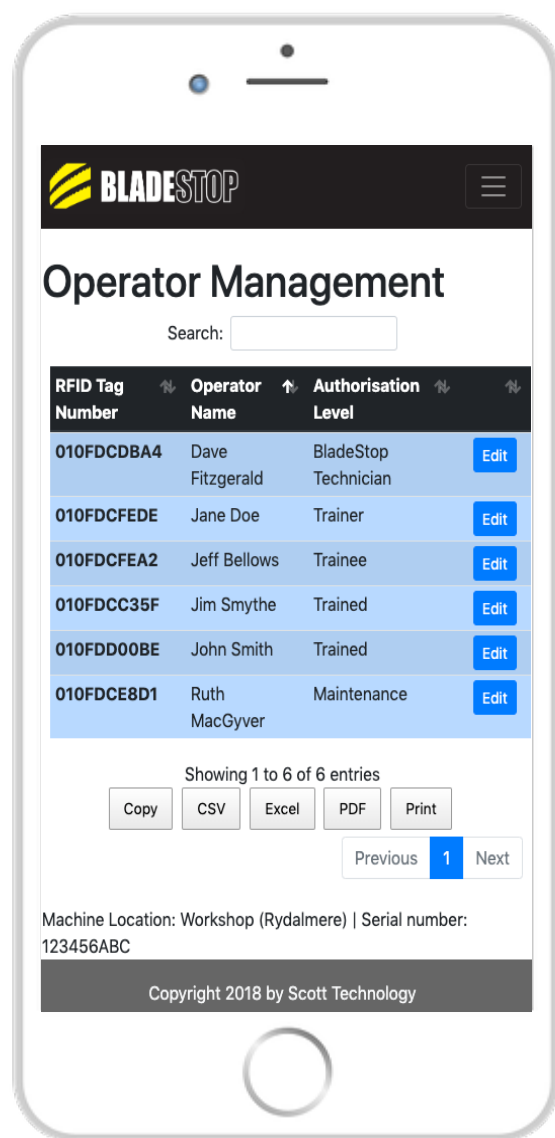 BLADESTOP
Operator Management
Search:
RFID Tag Number Operator Name Authorisation Level
010FDCDBA4 Dave Fitzgerald BladeStop Technician Edit
010FDCFEDE Jane Doe Trainer Edit
010FDCFEA2 Jeff Bellows Trainee Edit
010FDCC35F Jim Smythe Trained Edit
010FDD00BE John Smith Trained Edit
010FDCE8D1 Ruth MacGyver Maintenance Edit
Showing 1 to 6 of 6 entries
Copy CSV Excel PDF Print
Previous 1 Next
Machine Location: Workshop (Rydalmere) | Serial number:
123456ABC
Copyright 2018 by Scott Technology